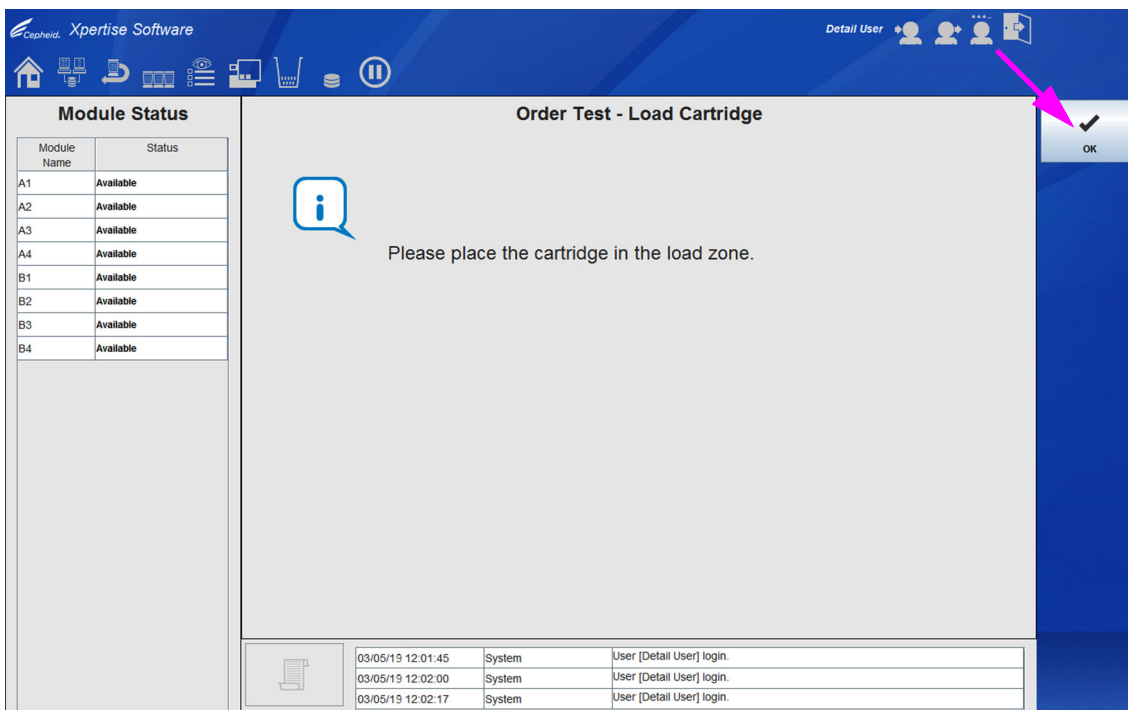 Cepheid. Xpertise Software
Detail User
Module Status
Module Name Status
A1 Available
A2 Available
A3 Available
A4 Available
B1 Available
B2 Available
B3 Available
B4 Available
Order Test - Load Cartridge
Please place the cartridge in the load zone.
OK
03/05/19 12:01:45 System User [Detail User] login.
03/05/19 12:02:00 System User [Detail User] login.
03/05/19 12:02:17 System User [Detail User] login.